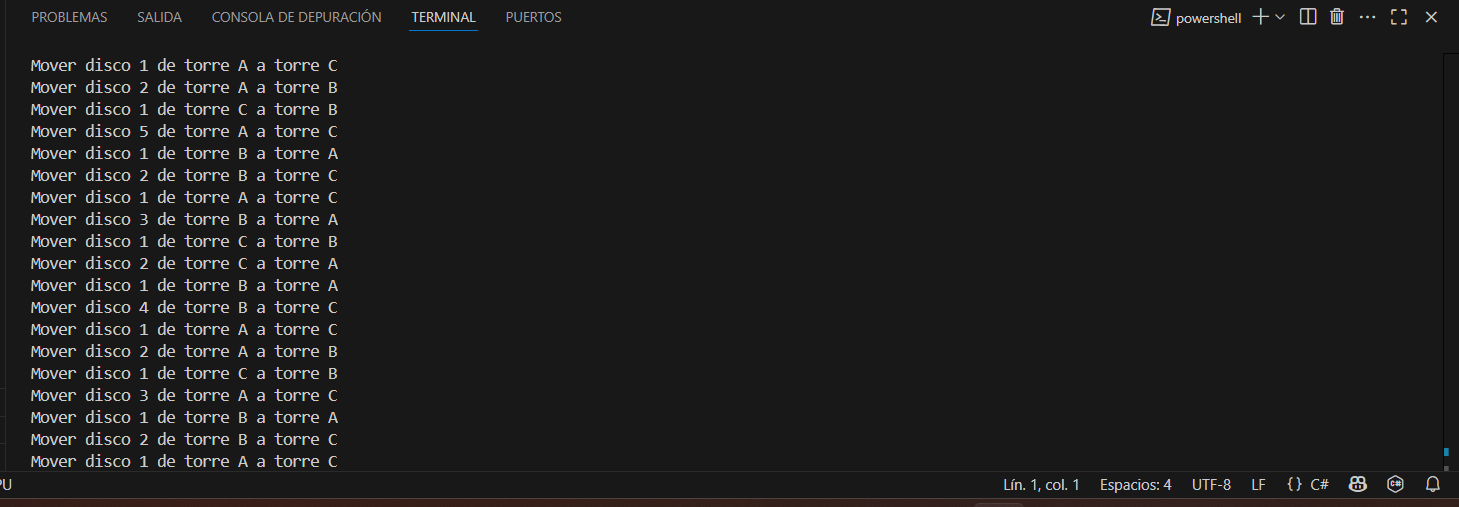 PROBLEMAS SALIDA CONSOLA DE DEPURACIÓN TERMINAL PUERTOS powershell
Mover disco 1 de torre A a torre C
Mover disco 2 de torre A a torre B
Mover disco 1 de torre C a torre B
Mover disco 5 de torre A a torre C
Mover disco 1 de torre B a torre A
Mover disco 2 de torre B a torre C
Mover disco 1 de torre A a torre C
Mover disco 3 de torre B a torre A
Mover disco 1 de torre C a torre B
Mover disco 2 de torre C a torre A
Mover disco 1 de torre B a torre A
Mover disco 4 de torre B a torre C
Mover disco 1 de torre A a torre C
Mover disco 2 de torre A a torre B
Mover disco 1 de torre C a torre B
Mover disco 3 de torre A a torre C
Mover disco 1 de torre B a torre A
Mover disco 2 de torre B a torre C
Mover disco 1 de torre A a torre C
PU Lín. 1, col. 1 Espacios: 4 UTF-8 LF {} C#